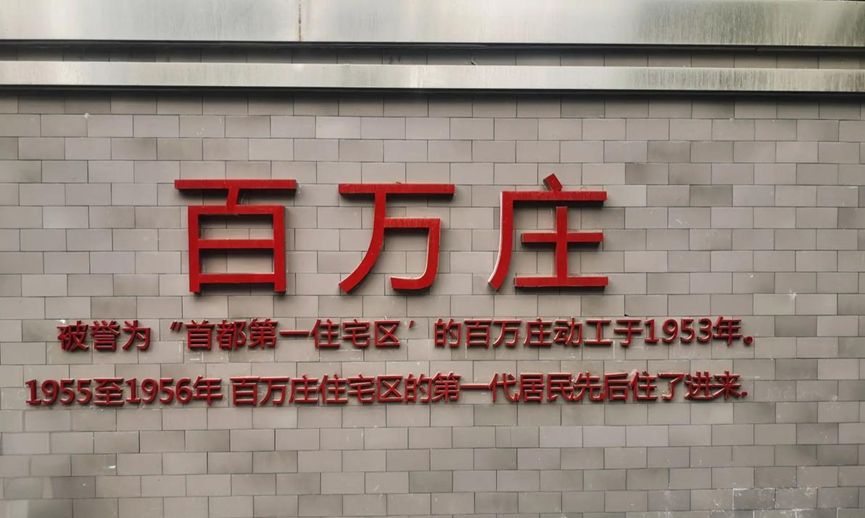 百万庄
被誉为“首都第一住宅区’的百万庄动工于1953年。
1955至1956年 百万庄住宅区的第一代居民先后住了进来.